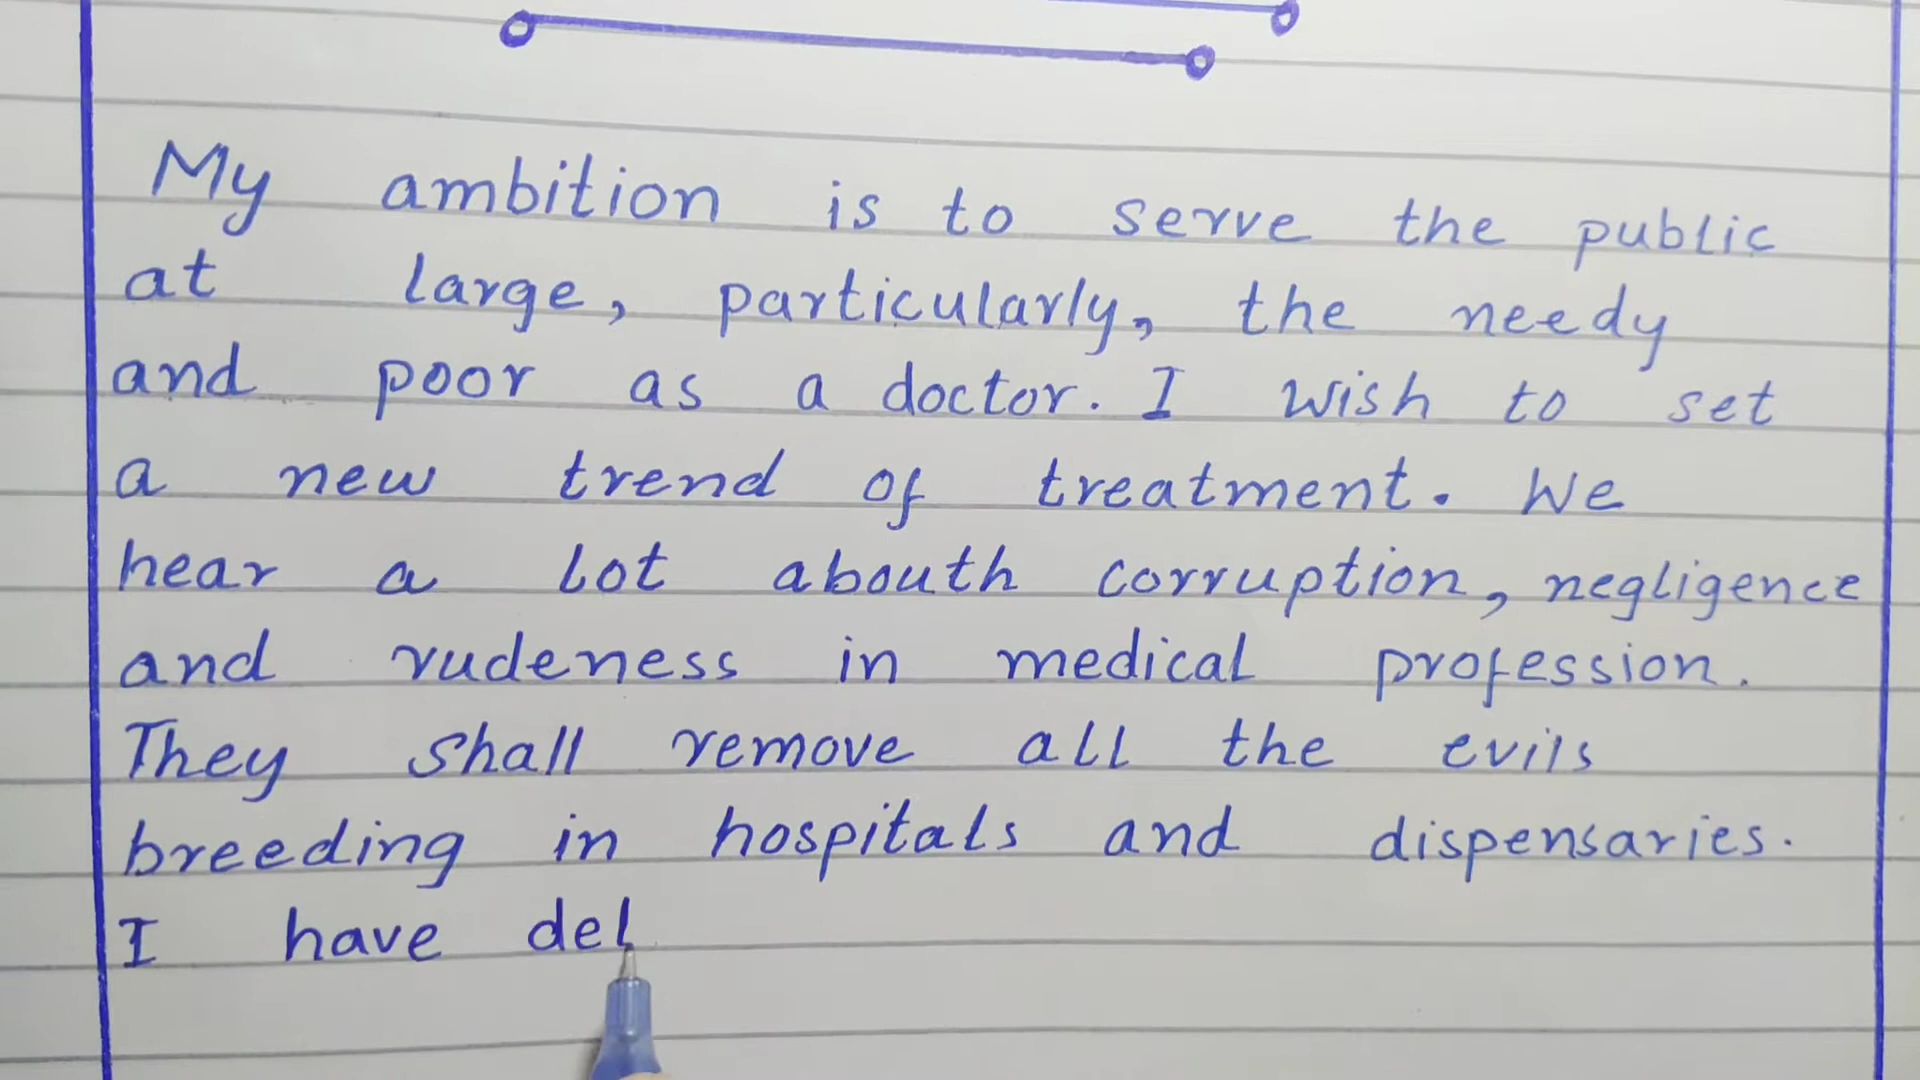 My ambition is to serve the public
at large, particularly, the needy
and poor as a doctor. I wish to set
a new trend of treatment. We
hear a lot abouth corruption, negligence
and rudeness in medical profession.
They shall remove all the evils
breeding in hospitals and dispensaries.
I have del